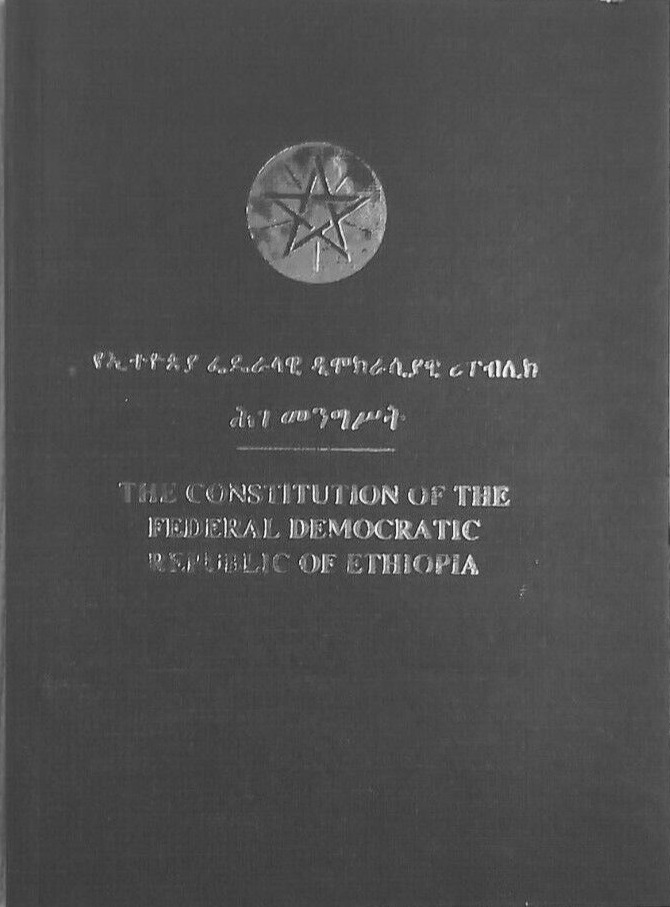 የኢትዮጵያ ፌዴራላዊ ዲሞክራሲያዊ ሪፐብሊክ
ሕገ መንግሥት
THE CONSTITUTION OF THE
FEDERAL DEMOCRATIC
REPUBLIC OF ETHIOPIA